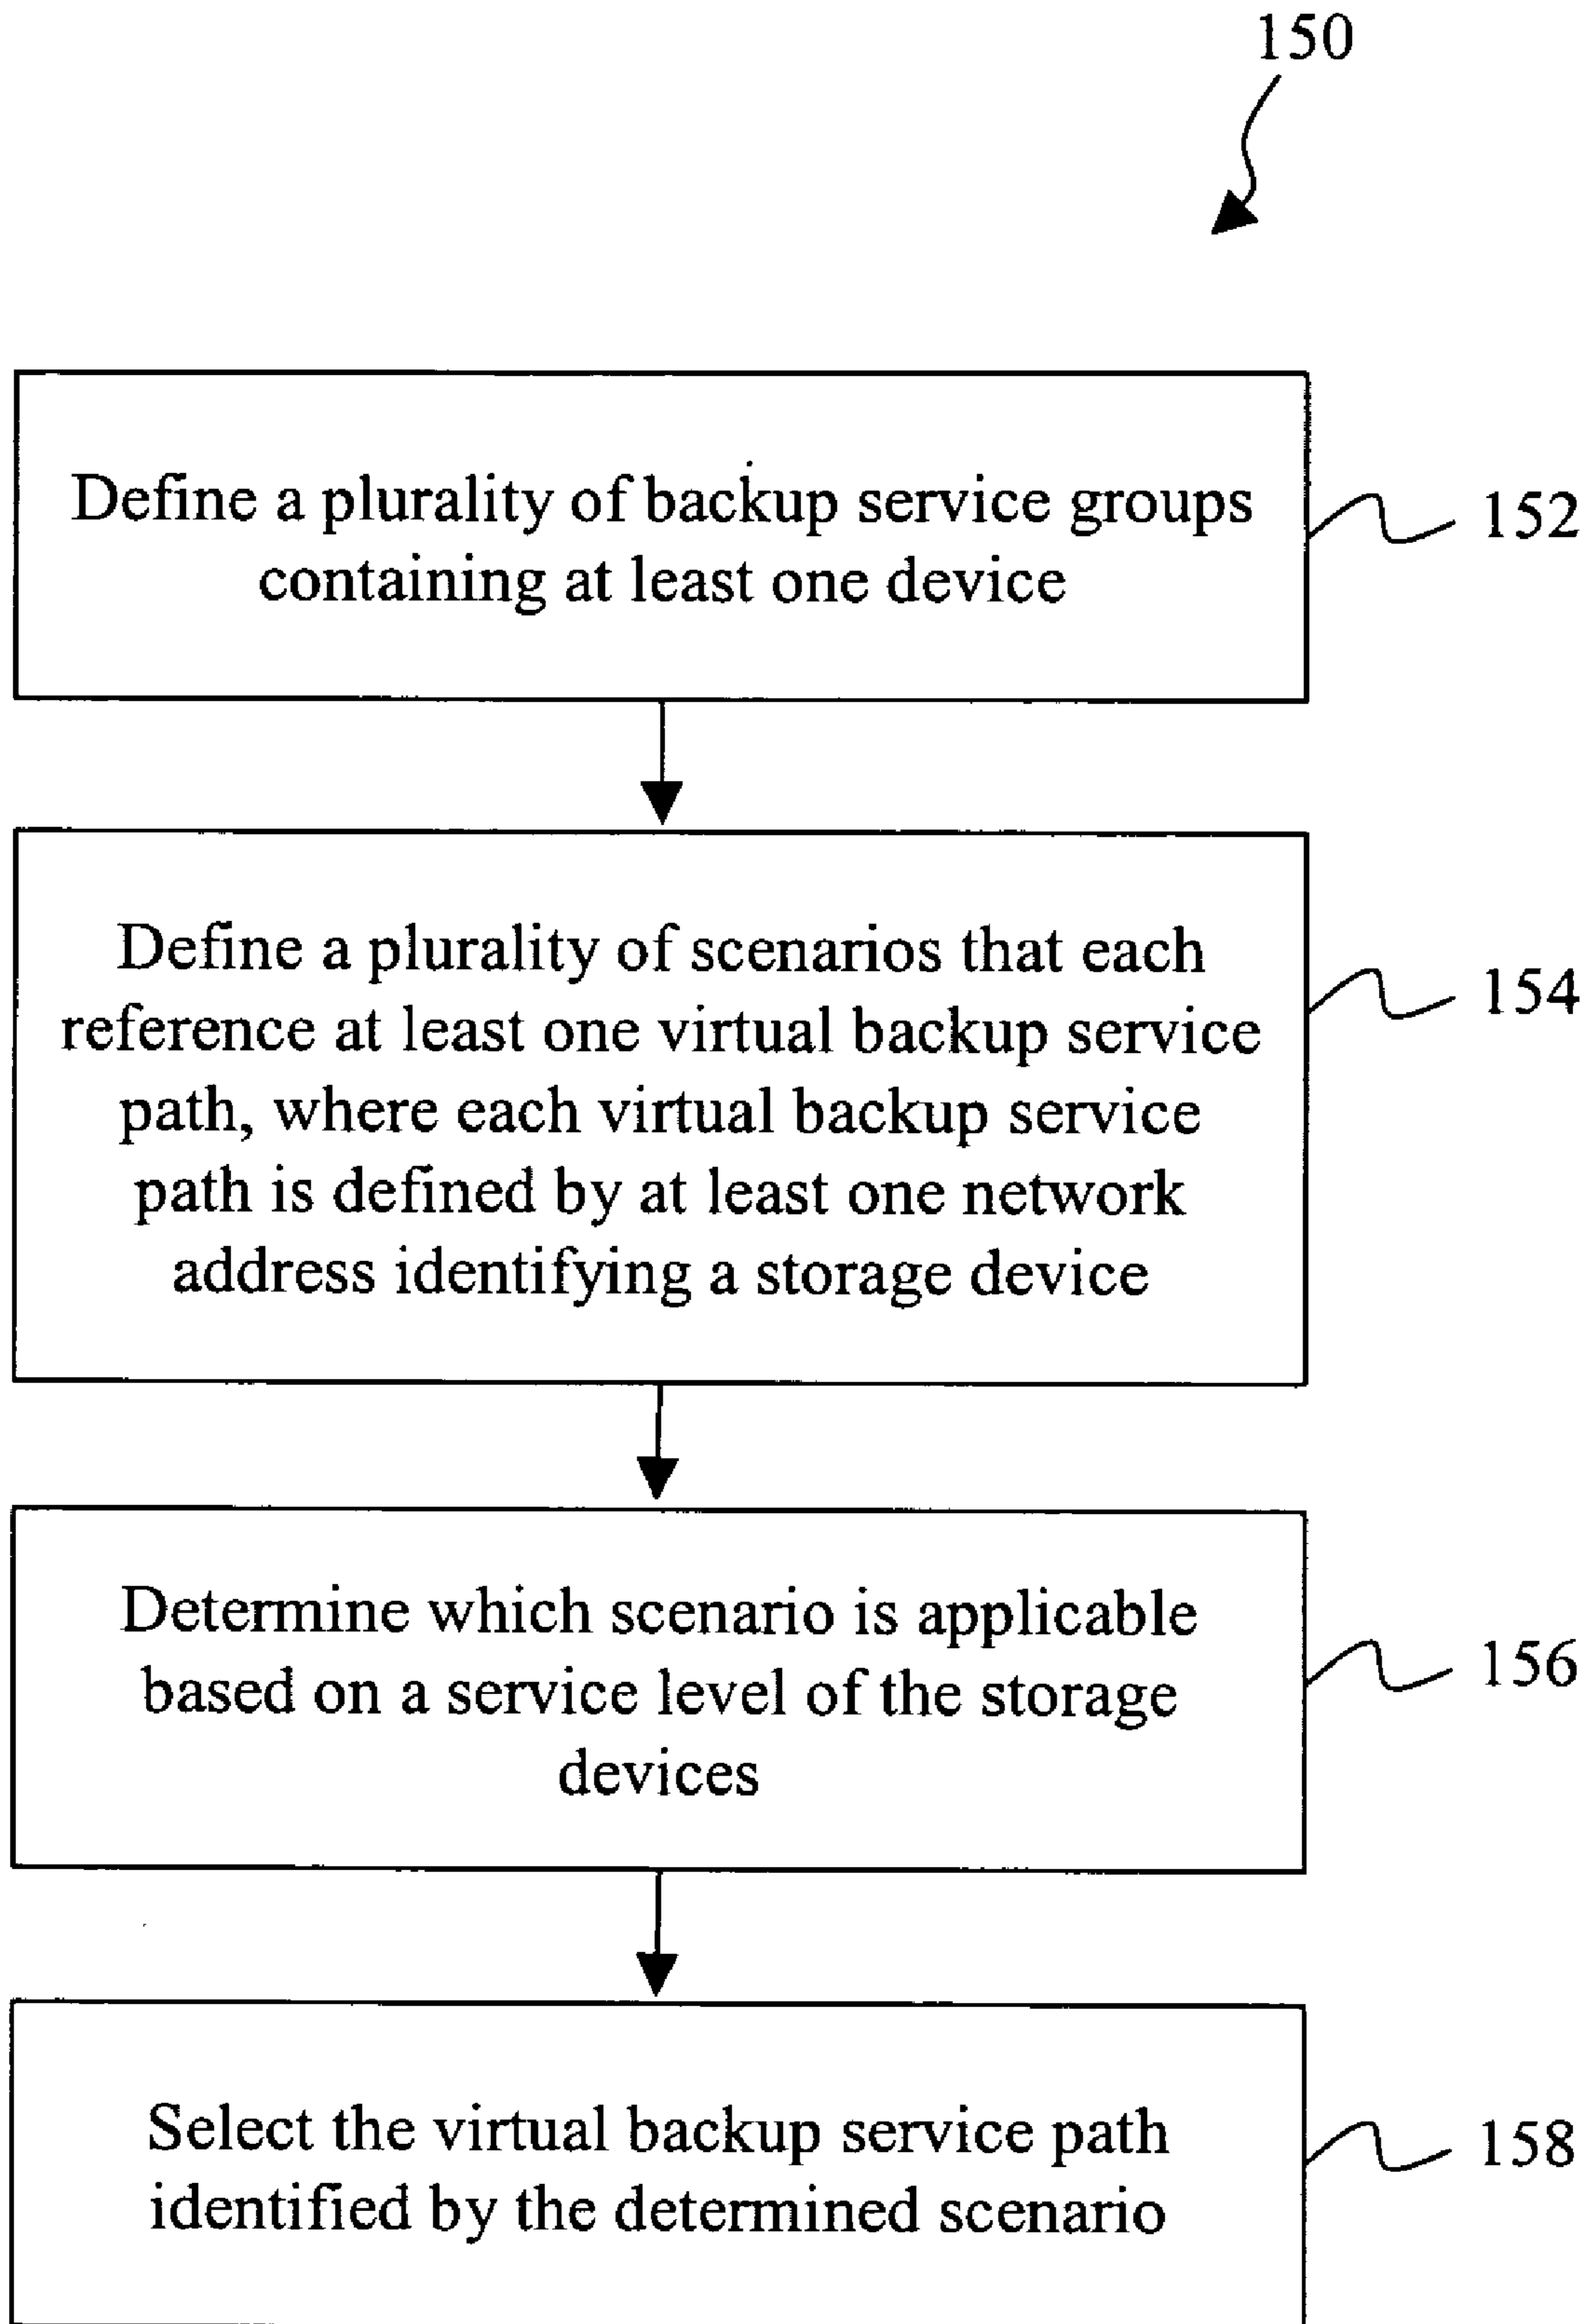 150
Define a plurality of backup service groups
containing at least one device
152
Define a plurality of scenarios that each
reference at least one virtual backup service
path, where each virtual backup service
path is defined by at least one network
address identifying a storage device
154
Determine which scenario is applicable
based on a service level of the storage
devices
156
Select the virtual backup service path
identified by the determined scenario
158